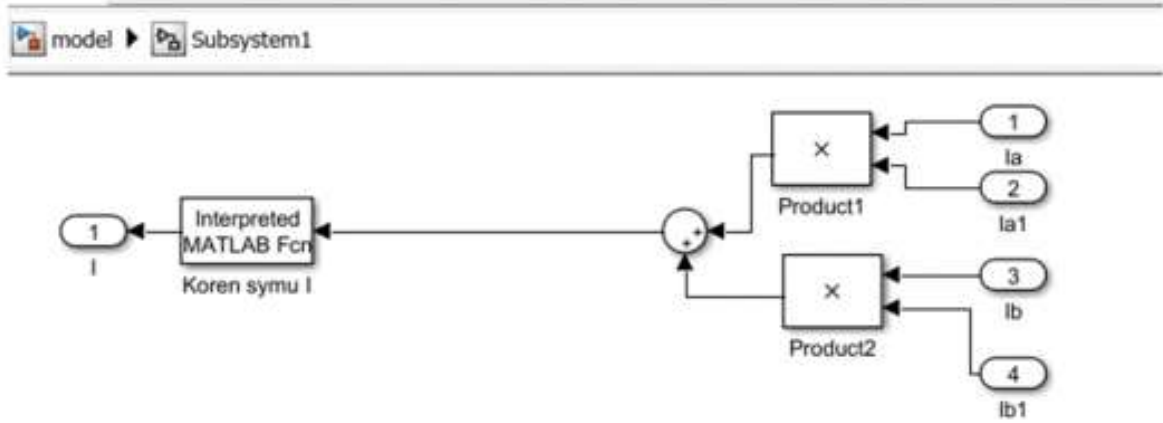 model Subsystem1
1
Ia
2
Ia1
×
Product1
1
I
Interpreted
MATLAB Fcn
Koren symu I
+
+
×
Product2
3
Ib
4
Ib1